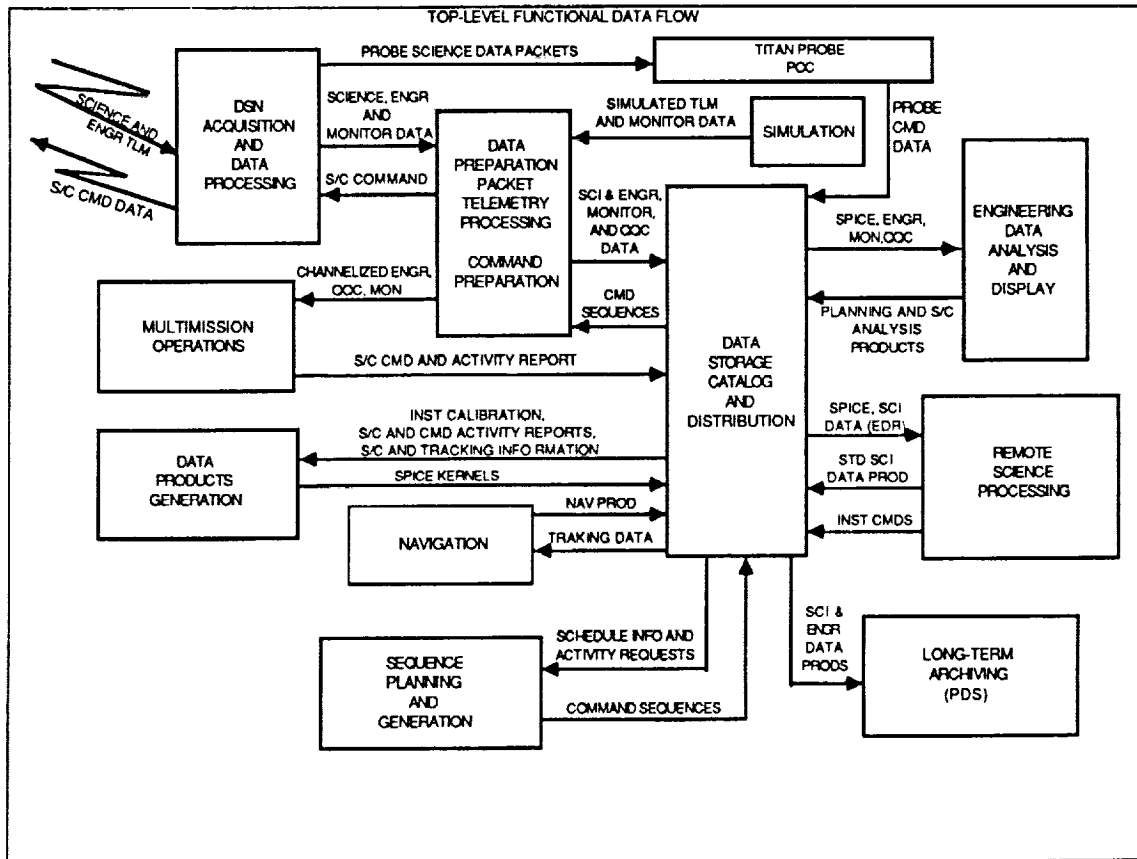 TOP-LEVEL FUNCTIONAL DATA FLOW
PROBE SCIENCE DATA PACKETS
TITAN PROBE
POC
SCIENCE AND
ENGR TLM
S/C CMD DATA
DSN
ACQUISITION
AND
DATA
PROCESSING
SCIENCE, ENGR
AND
MONITOR DATA
S/C COMMAND
DATA
PREPARATION
PACKET
TELEMETRY
PROCESSING
COMMAND
PREPARATION
SIMULATED TLM
AND MONITOR DATA
SIMULATION
PROBE
CMD
DATA
SCI & ENGR,
MONITOR,
AND QQC
DATA
CMD
SEQUENCES
SPICE, ENGR,
MON,QQC
ENGINEERING
DATA
ANALYSIS
AND
DISPLAY
PLANNING AND S/C
ANALYSIS
PRODUCTS
CHANNELIZED ENGR,
QQC, MON
MULTIMISSION
OPERATIONS
S/C CMD AND ACTIVITY REPORT
DATA
STORAGE
CATALOG
AND
DISTRIBUTION
INST CALIBRATION,
S/C AND CMD ACTIVITY REPORTS,
S/C AND TRACKING INFO RMATION
DATA
PRODUCTS
GENERATION
SPICE KERNELS
SPICE, SCI
DATA (EDR)
STD SCI
DATA PROD
INST CMDS
REMOTE
SCIENCE
PROCESSING
NAV PROD
NAVIGATION
TRAKING DATA
SCHEDULE INFO AND
ACTIVITY REQUESTS
SEQUENCE
PLANNING
AND
GENERATION
COMMAND SEQUENCES
SCI &
ENGR
DATA
PRODS
LONG-TERM
ARCHIVING
(PDS)